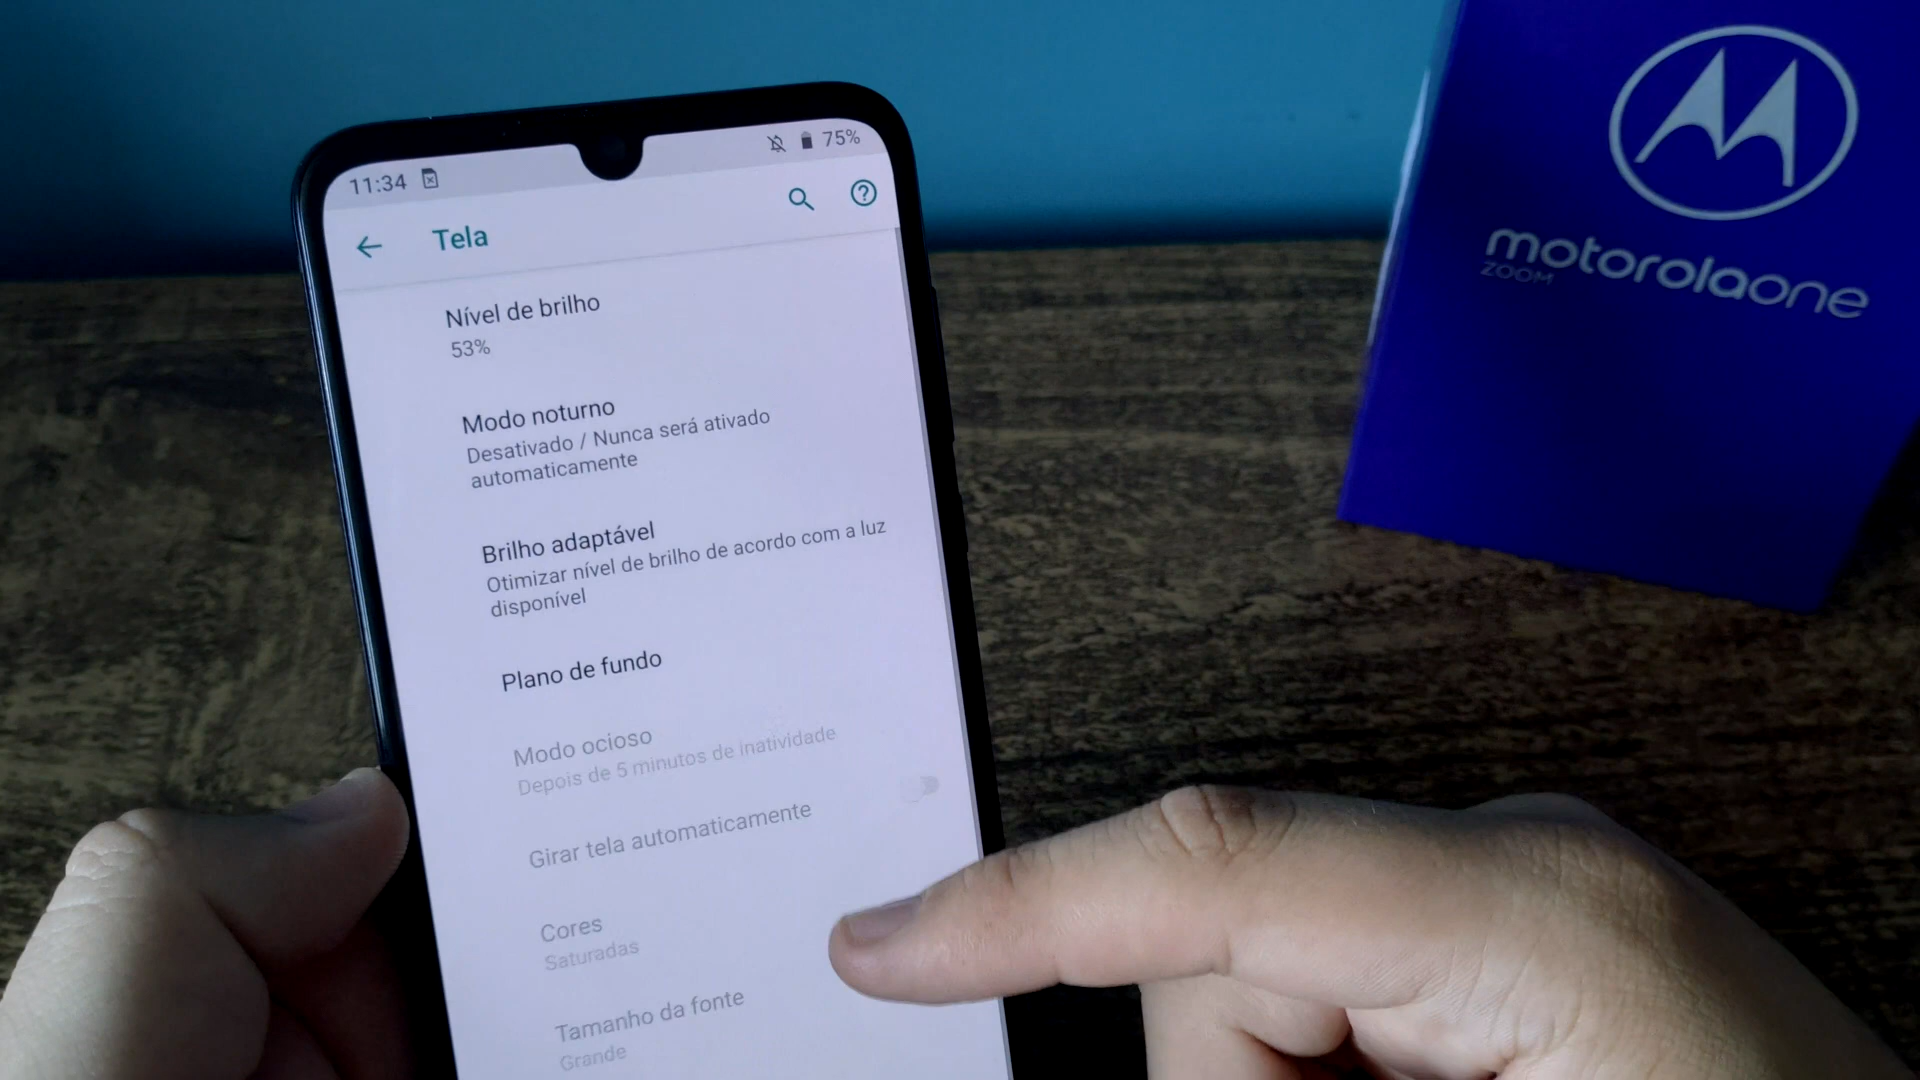 11:34
75%
Tela
Nível de brilho
53%
Modo noturno
Desativado / Nunca será ativado
automaticamente
Brilho adaptável
Otimizar nível de brilho de acordo com a luz
disponível
Plano de fundo
Modo ocioso
Depois de 5 minutos de inatividade
Girar tela automaticamente
Cores
Saturadas
Tamanho da fonte
Grande
motorola one
ZOOM